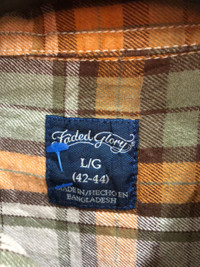 Faded Glory
L/G
(42-44)
MADE IN/HECHO EN
BANGLADESH